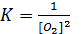 K = 1 / [O₂]²